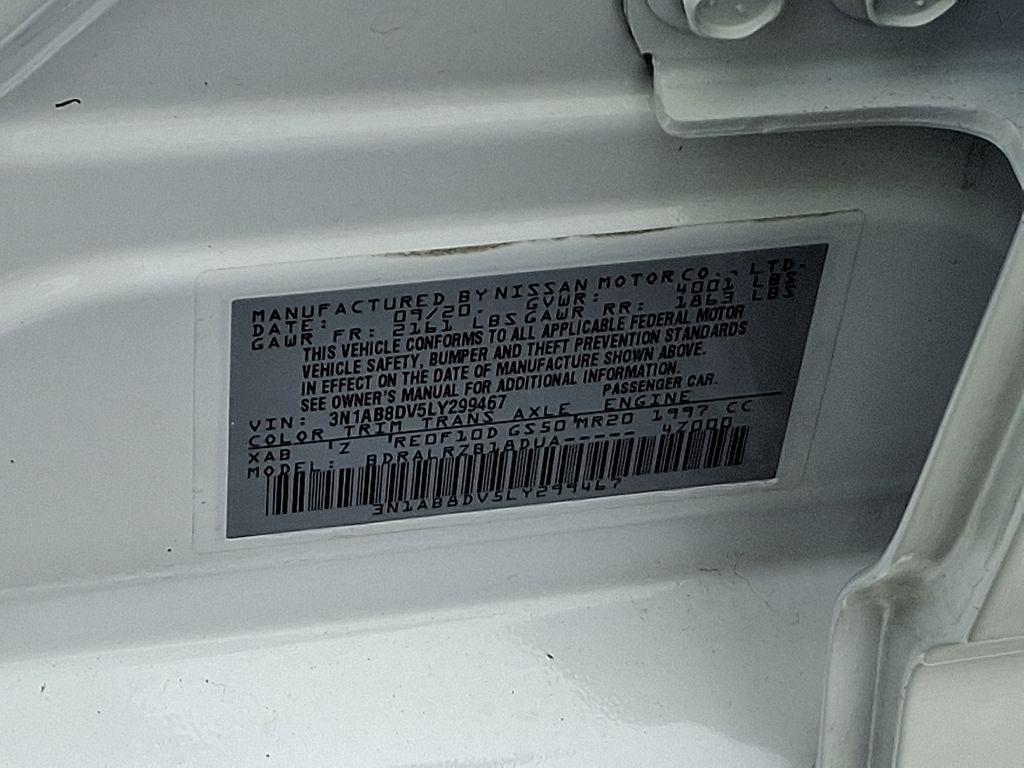 MANUFACTURED BY NISSAN MOTOR CO., LTD.
DATE: 09/20. GVWR: 4001 LBS
GAWR FR: 2161 LBS GAWR RR: 1863 LBS
THIS VEHICLE CONFORMS TO ALL APPLICABLE FEDERAL MOTOR
VEHICLE SAFETY, BUMPER AND THEFT PREVENTION STANDARDS
IN EFFECT ON THE DATE OF MANUFACTURE SHOWN ABOVE.
SEE OWNER'S MANUAL FOR ADDITIONAL INFORMATION.
VIN: 3N1AB8DV5LY299467 PASSENGER CAR.
COLOR TRIM TRANS AXLE ENGINE
XAB 'Z RE0F10D GS50 MR20 1997 CC
MODEL: BDRALRZB18DUA----- 47000
3N1AB8DV5LY299467